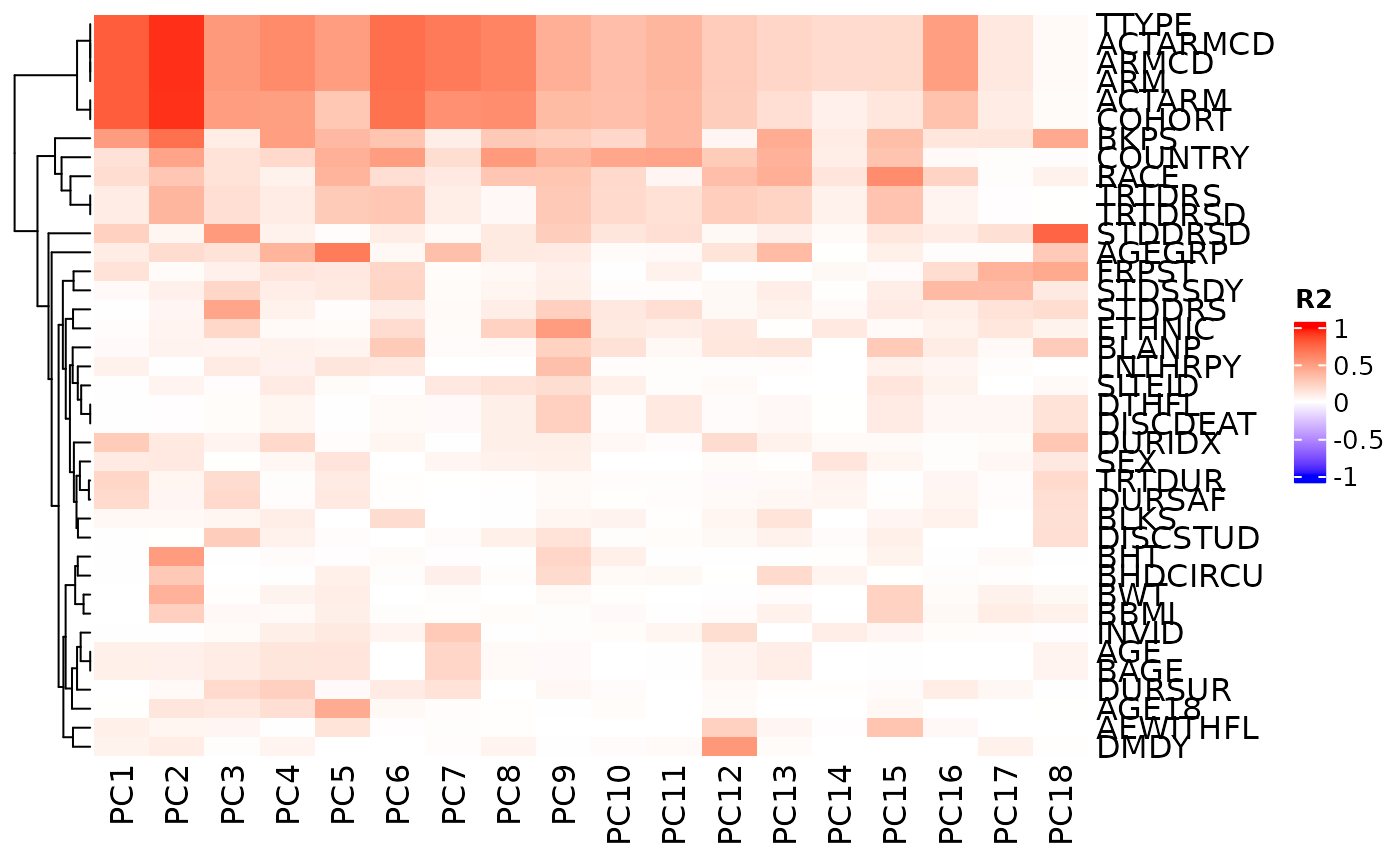 TTYPE
ACTARMCD
ARMCD
ARM
ACTARM
COHORT
BKPS
COUNTRY
RACE
TRTDRS
TRTDRSD
STDDRSD
AGEGRP
ERPST
STDSSDY
STDDRS
ETHNIC
BLANP
LNTHRPY
SITEID
DTHFL
DISCDEAT
DURIDX
SEX
TRTDUR
DURSAF
BLKS
DISCSTUD
BHT
BHDCIRCU
BWT
BBMI
INVID
AGE
BAGE
DURSUR
AGE18
AEWITHFL
DMDY
R2
1
0.5
0
-0.5
-1
PC1 PC2 PC3 PC4 PC5 PC6 PC7 PC8 PC9 PC10 PC11 PC12 PC13 PC14 PC15 PC16 PC17 PC18